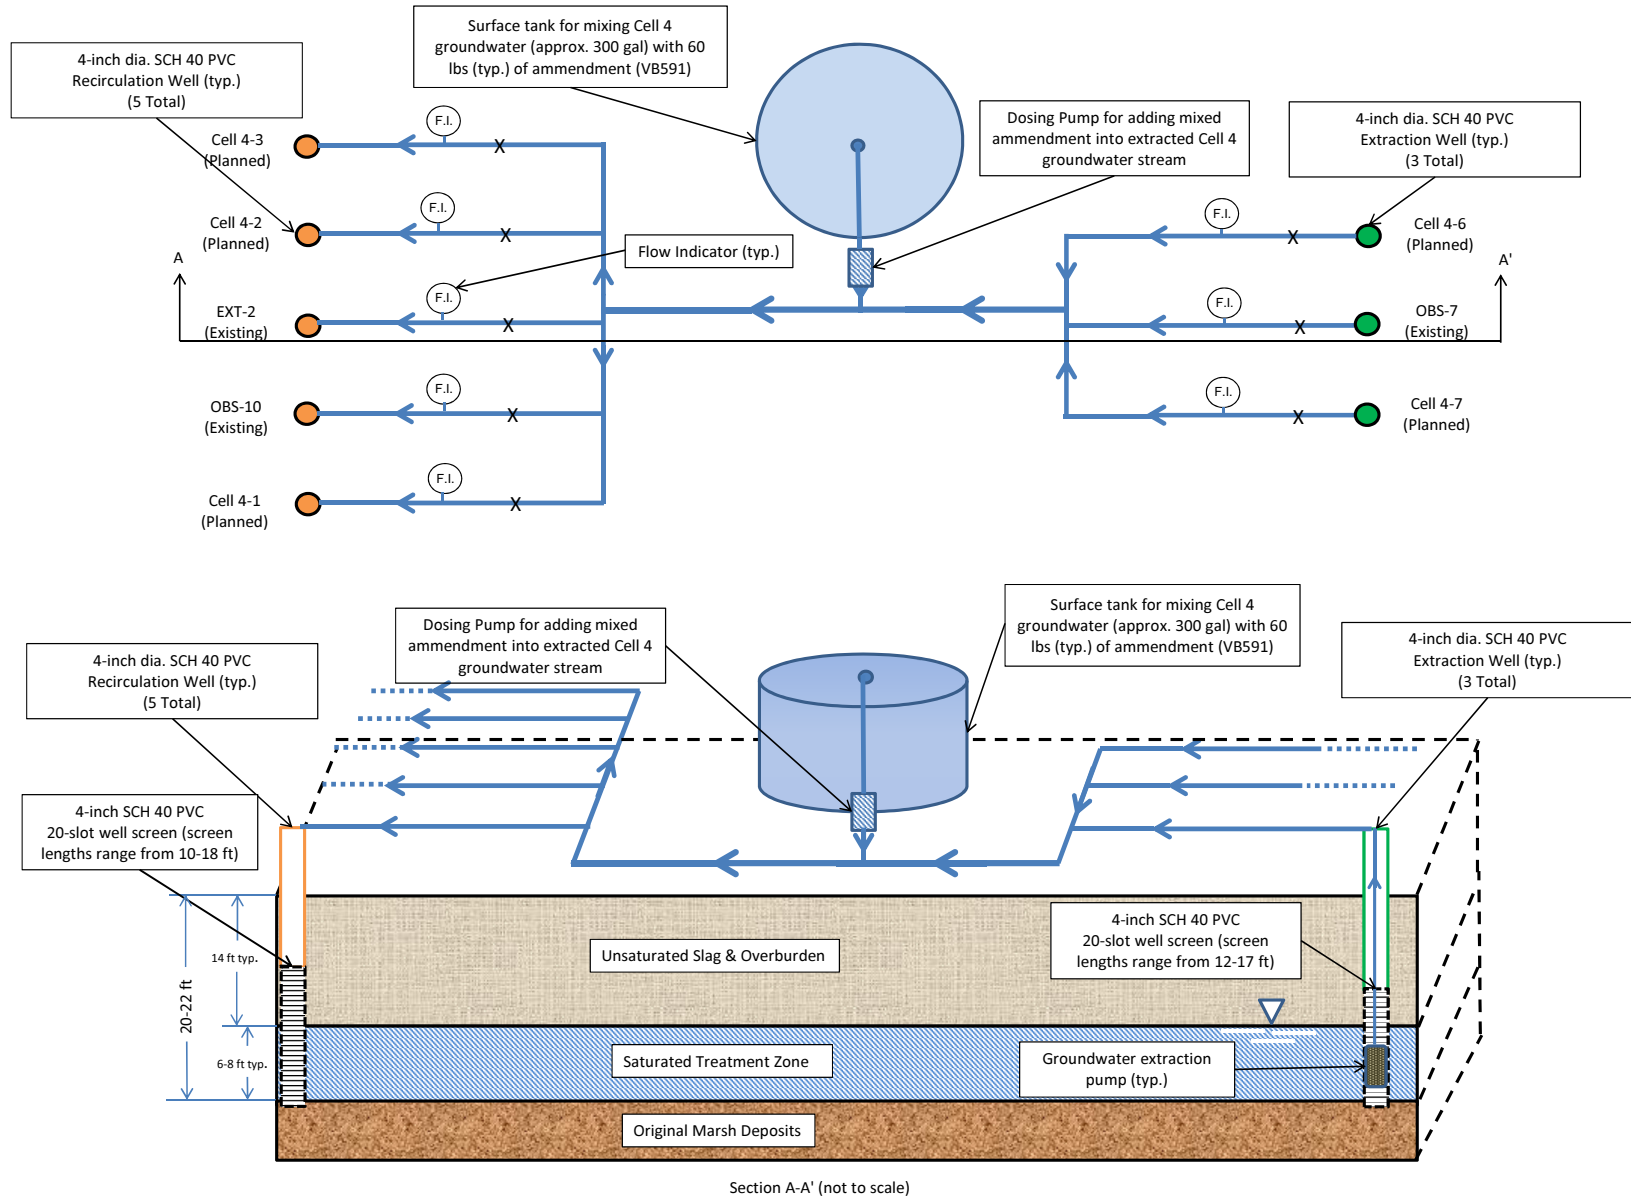 Surface tank for mixing Cell 4
groundwater (approx. 300 gal) with 60
lbs (typ.) of ammendment (VB591)
4-inch dia. SCH 40 PVC
Recirculation Well (typ.)
(5 Total)
Dosing Pump for adding mixed
ammendment into extracted Cell 4
groundwater stream
4-inch dia. SCH 40 PVC
Extraction Well (typ.)
(3 Total)
Cell 4-3
(Planned)
F.I.
X
Cell 4-2
(Planned)
F.I.
X
Flow Indicator (typ.)
F.I.
X
Cell 4-6
(Planned)
A
A'
EXT-2
(Existing)
F.I.
X
F.I.
X
OBS-7
(Existing)
OBS-10
(Existing)
F.I.
X
F.I.
X
Cell 4-7
(Planned)
Cell 4-1
(Planned)
F.I.
X
Dosing Pump for adding mixed
ammendment into extracted Cell 4
groundwater stream
Surface tank for mixing Cell 4
groundwater (approx. 300 gal) with 60
lbs (typ.) of ammendment (VB591)
4-inch dia. SCH 40 PVC
Recirculation Well (typ.)
(5 Total)
4-inch dia. SCH 40 PVC
Extraction Well (typ.)
(3 Total)
4-inch SCH 40 PVC
20-slot well screen (screen
lengths range from 10-18 ft)
4-inch SCH 40 PVC
20-slot well screen (screen
lengths range from 12-17 ft)
Unsaturated Slag & Overburden
14 ft typ.
20-22 ft
6-8 ft typ.
Saturated Treatment Zone
Groundwater extraction
pump (typ.)
Original Marsh Deposits
Section A-A' (not to scale)